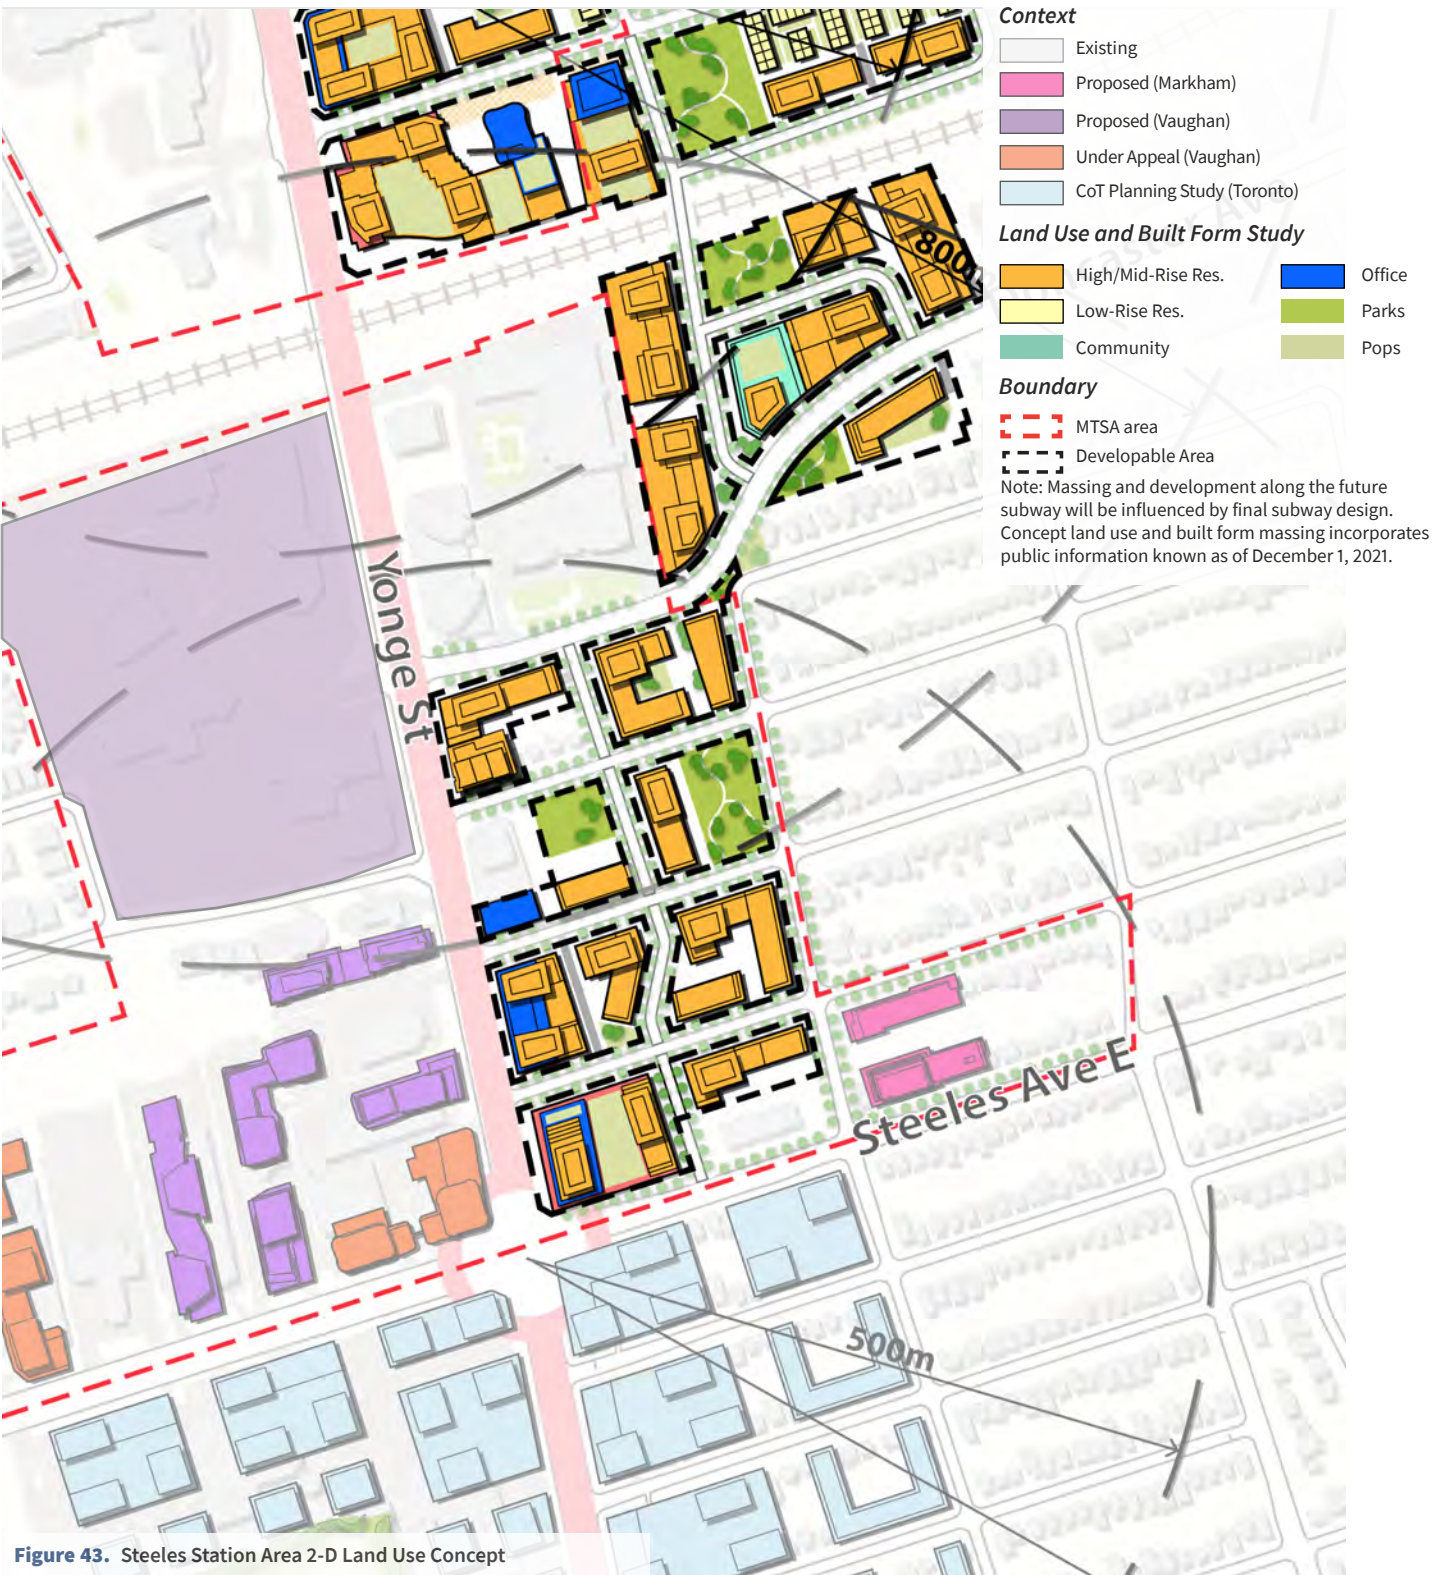 Context
Existing
Proposed (Markham)
Proposed (Vaughan)
Under Appeal (Vaughan)
CoT Planning Study (Toronto)
Land Use and Built Form Study
High/Mid-Rise Res.
Office
Low-Rise Res.
Parks
Community
Pops
Boundary
MTSA area
Developable Area
Note: Massing and development along the future
subway will be influenced by final subway design.
Concept land use and built form massing incorporates
public information known as of December 1, 2021.
800m
Yonge St
Steeles Ave E
500m
Figure 43. Steeles Station Area 2-D Land Use Concept